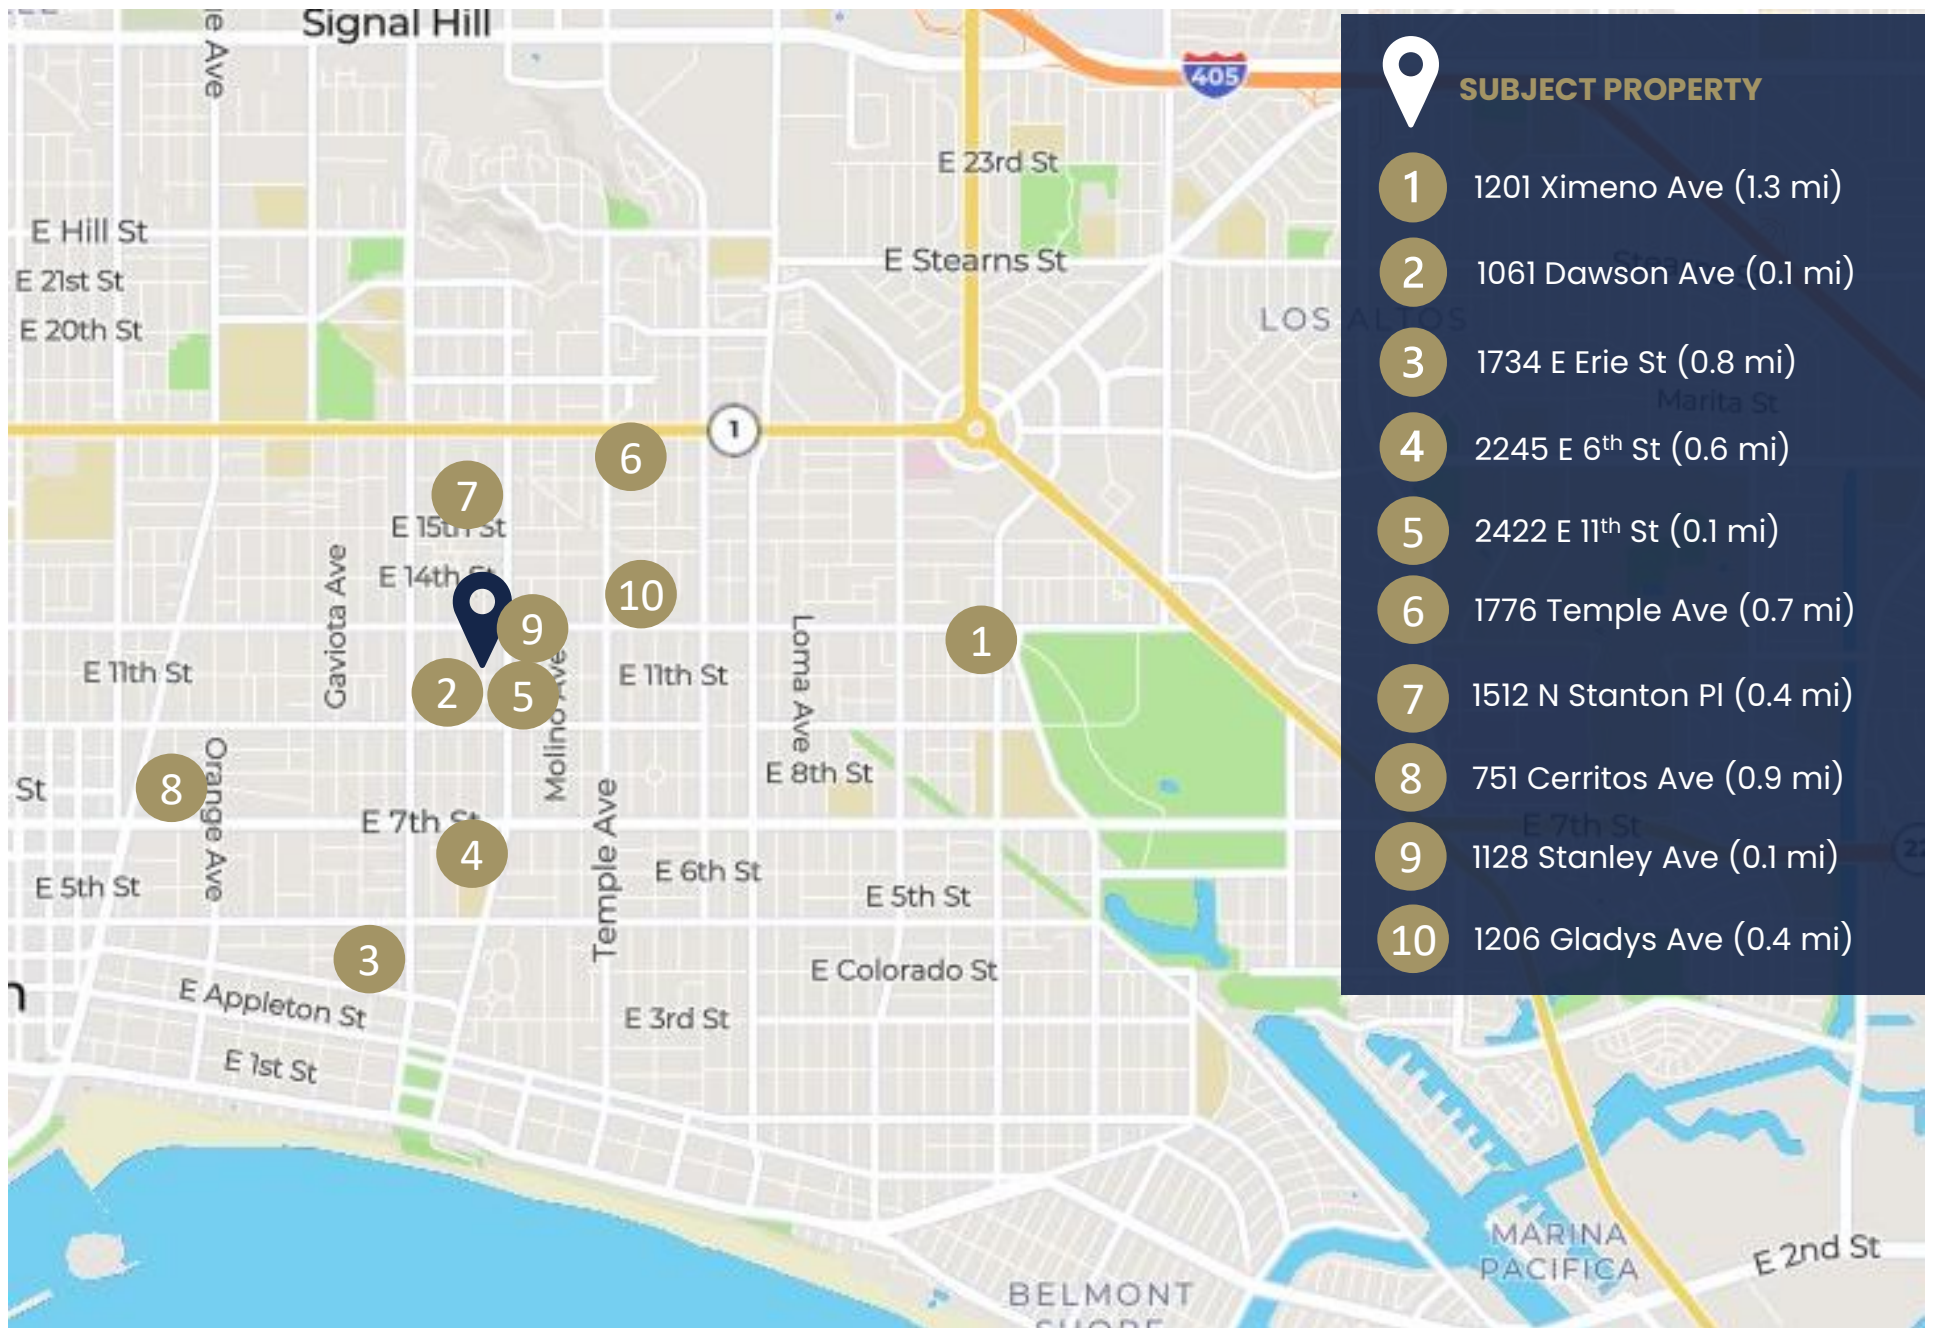 Signal Hill
405
E 23rd St
E Hill St
E Stearns St
E 21st St
E 20th St
LOS ALTOS
Marita St
1
6
7
E 15th St
E 14th St
10
9
1
Gaviota Ave
Loma Ave
E 11th St
E 11th St
2
5
Molino Ave
8
Orange Ave
St
E 8th St
E 7th St
E 7th St
4
Temple Ave
E 6th St
E 5th St
E 5th St
3
E Colorado St
E Appleton St
E 3rd St
E 1st St
MARINA
PACIFICA
E 2nd St
BELMONT
SHORE
SUBJECT PROPERTY
1 1201 Ximeno Ave (1.3 mi)
2 1061 Dawson Ave (0.1 mi)
3 1734 E Erie St (0.8 mi)
4 2245 E 6th St (0.6 mi)
5 2422 E 11th St (0.1 mi)
6 1776 Temple Ave (0.7 mi)
7 1512 N Stanton Pl (0.4 mi)
8 751 Cerritos Ave (0.9 mi)
9 1128 Stanley Ave (0.1 mi)
10 1206 Gladys Ave (0.4 mi)